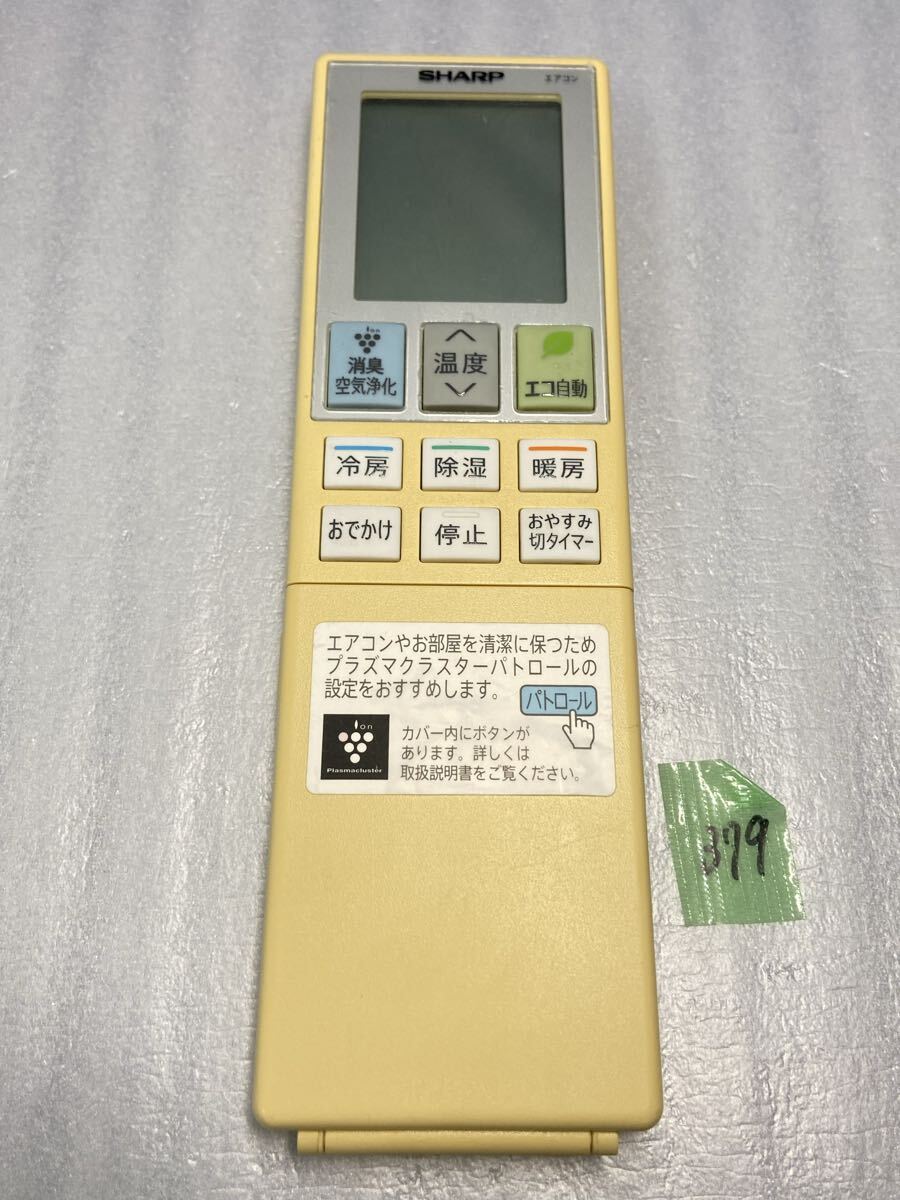 SHARP
エアコン
ion
消臭
空気浄化
温度
エコ自動
冷房
除湿
暖房
おでかけ
停止
おやすみ
切タイマー
エアコンやお部屋を清潔に保つため
プラズマクラスターパトロールの
設定をおすすめします。
パトロール
ion
Plasmacluster
カバー内にボタンが
あります。詳しくは
取扱説明書をご覧ください。
379